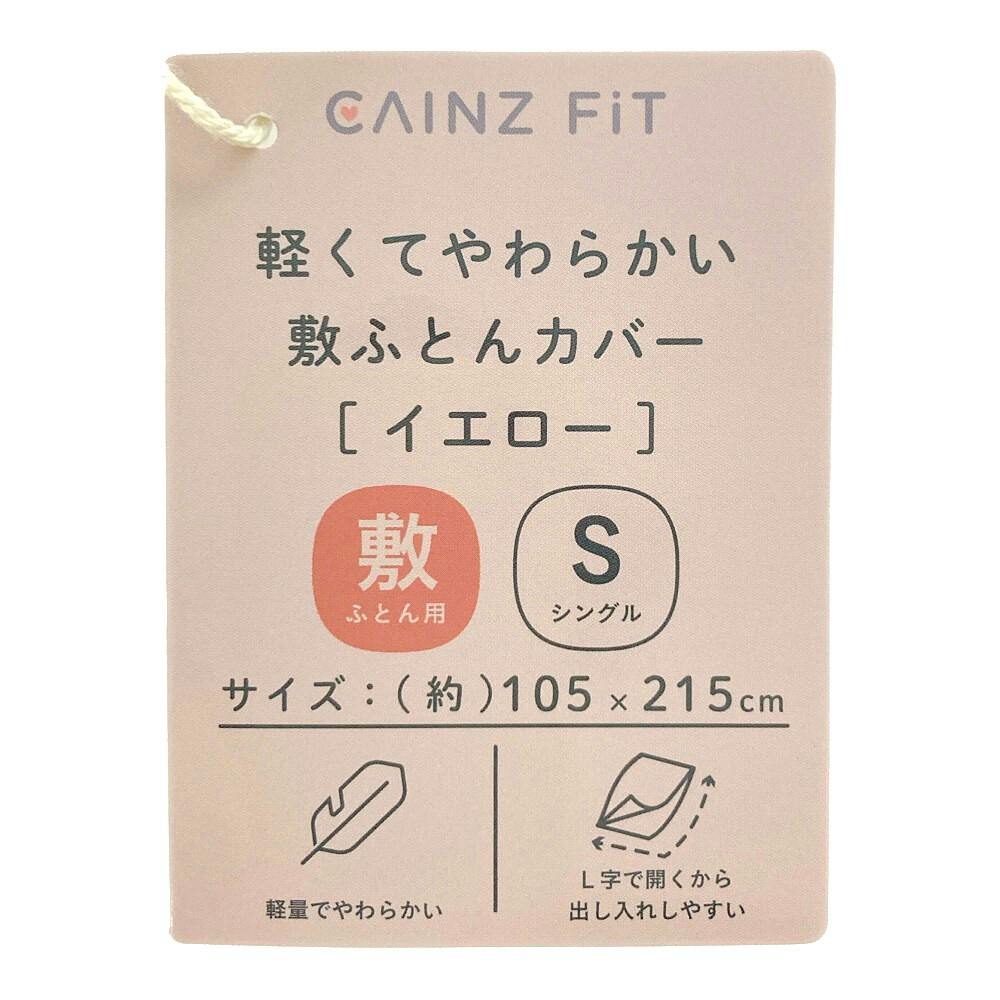 CAINZ FiT
軽くてやわらかい
敷ふとんカバー
[イエロー]
敷
ふとん用
S
シングル
サイズ：(約)105×215cm
軽量でやわらかい
L字で開くから
出し入れしやすい